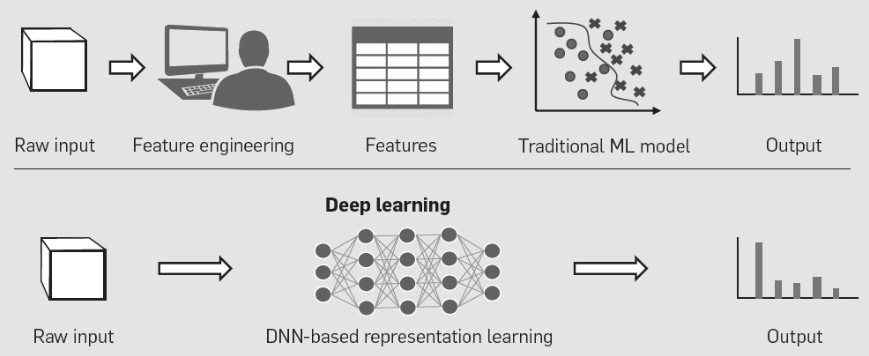 Raw input
Feature engineering
Features
Traditional ML model
Output
Deep learning
Raw input
DNN-based representation learning
Output